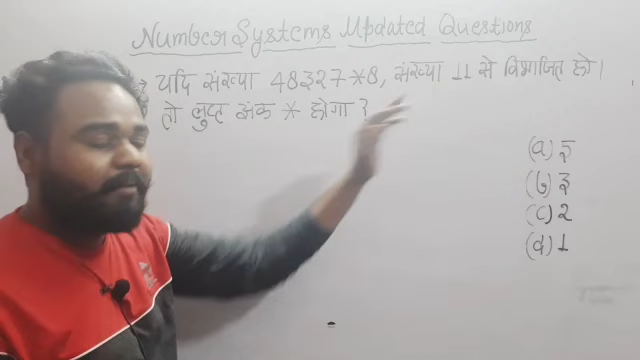 Number Systems Updated Questions
→ यदि संख्या 48327*8, संख्या 11 से विभाजित हो।
तो लुप्त अंक * होगा?
(a) 5
(b) 3
(c) 2
(d) 1